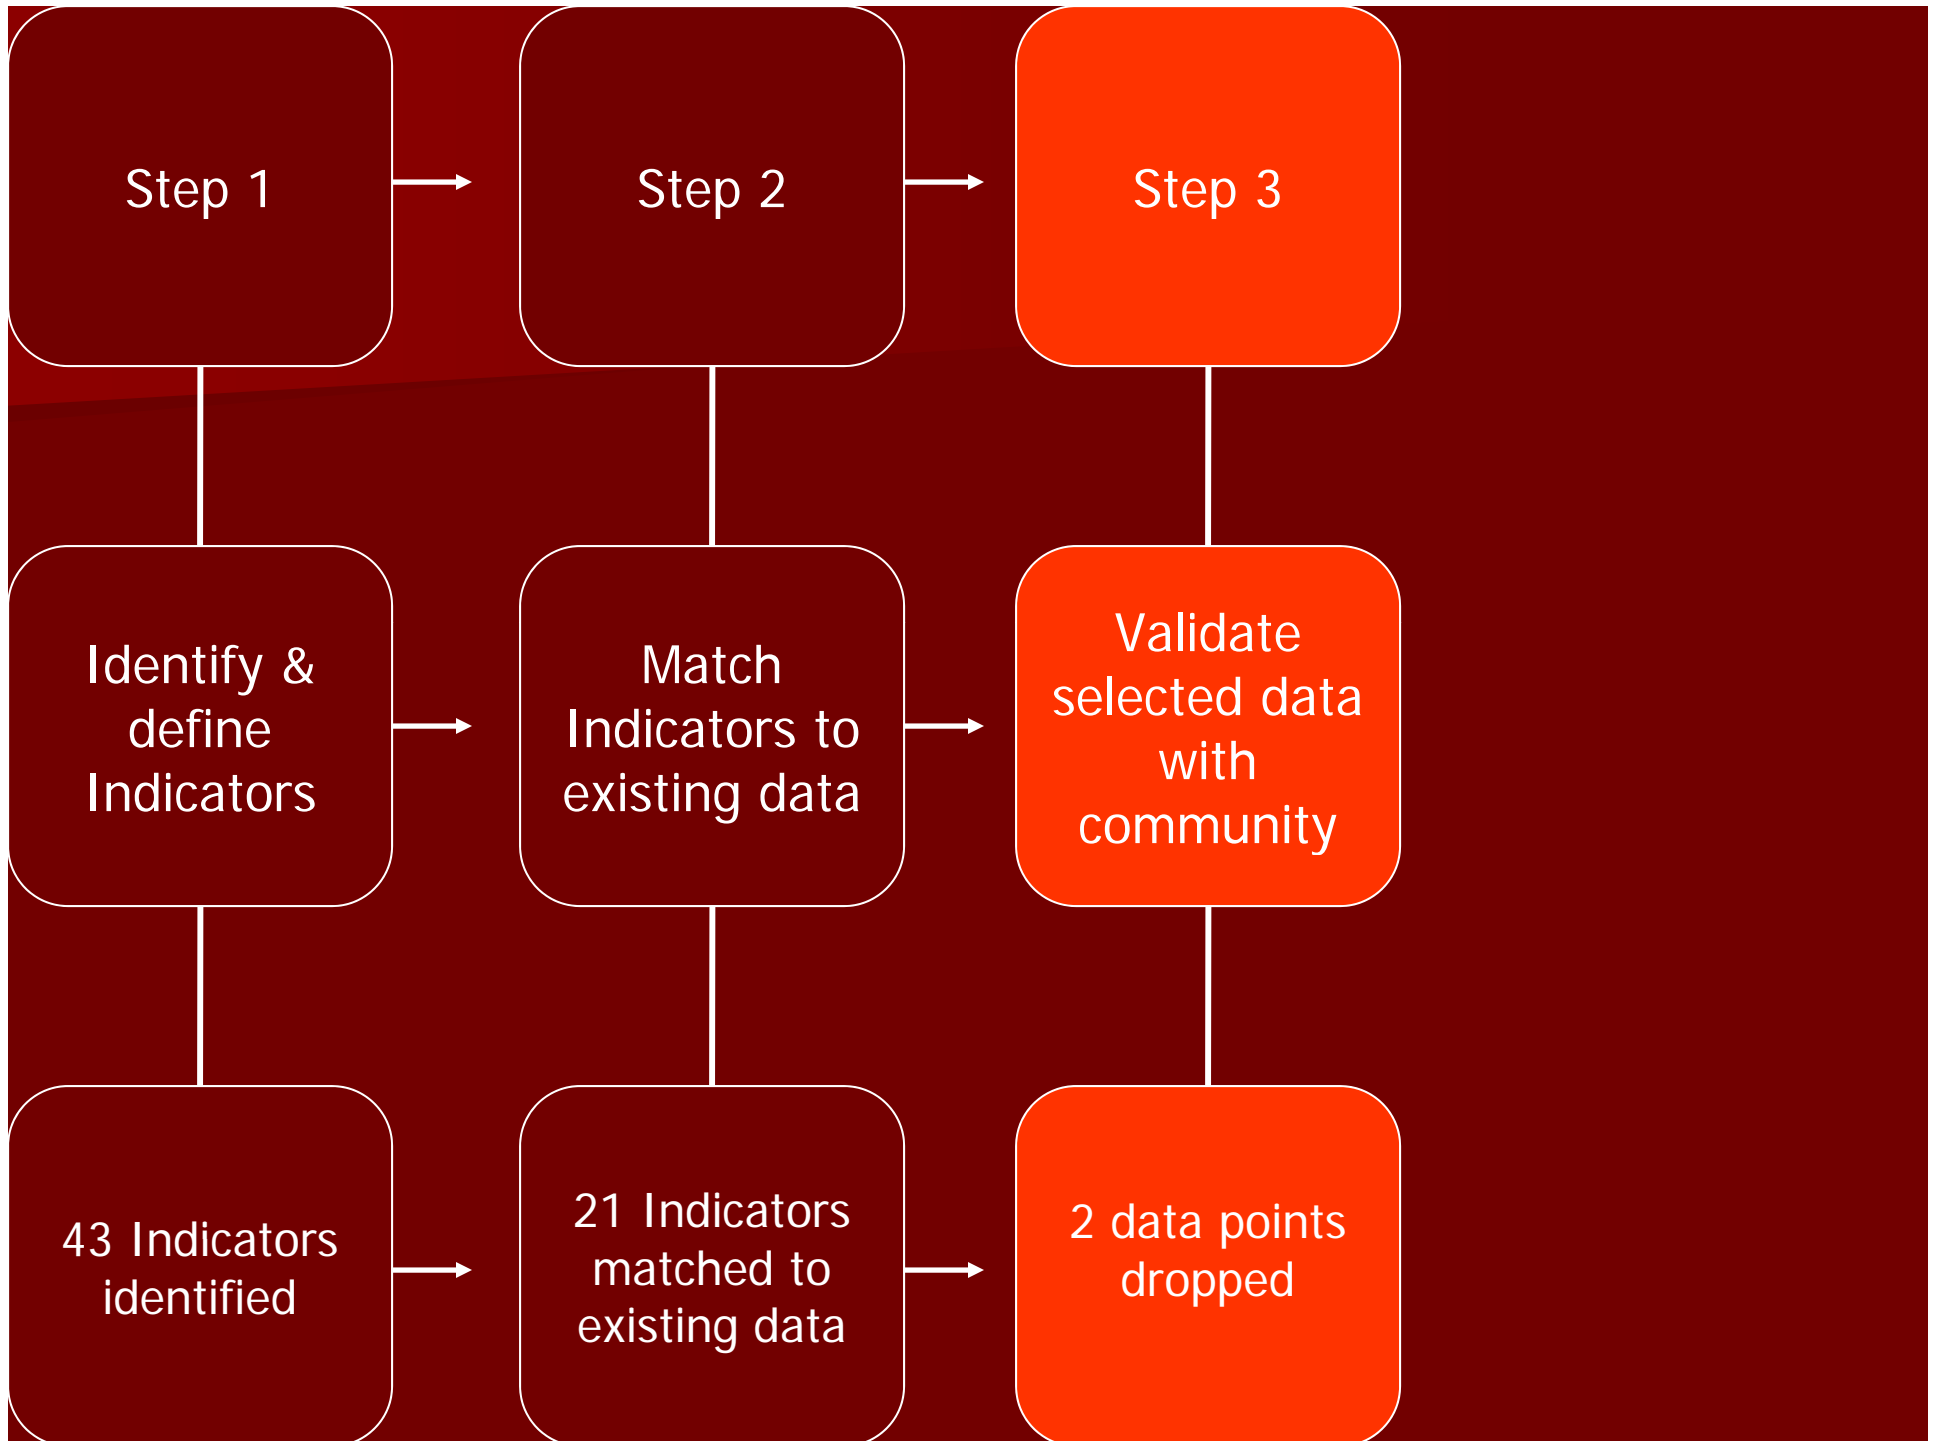 Step 1
Step 2
Step 3
Identify &
define
Indicators
Match
Indicators to
existing data
Validate
selected data
with
community
43 Indicators
identified
21 Indicators
matched to
existing data
2 data points
dropped